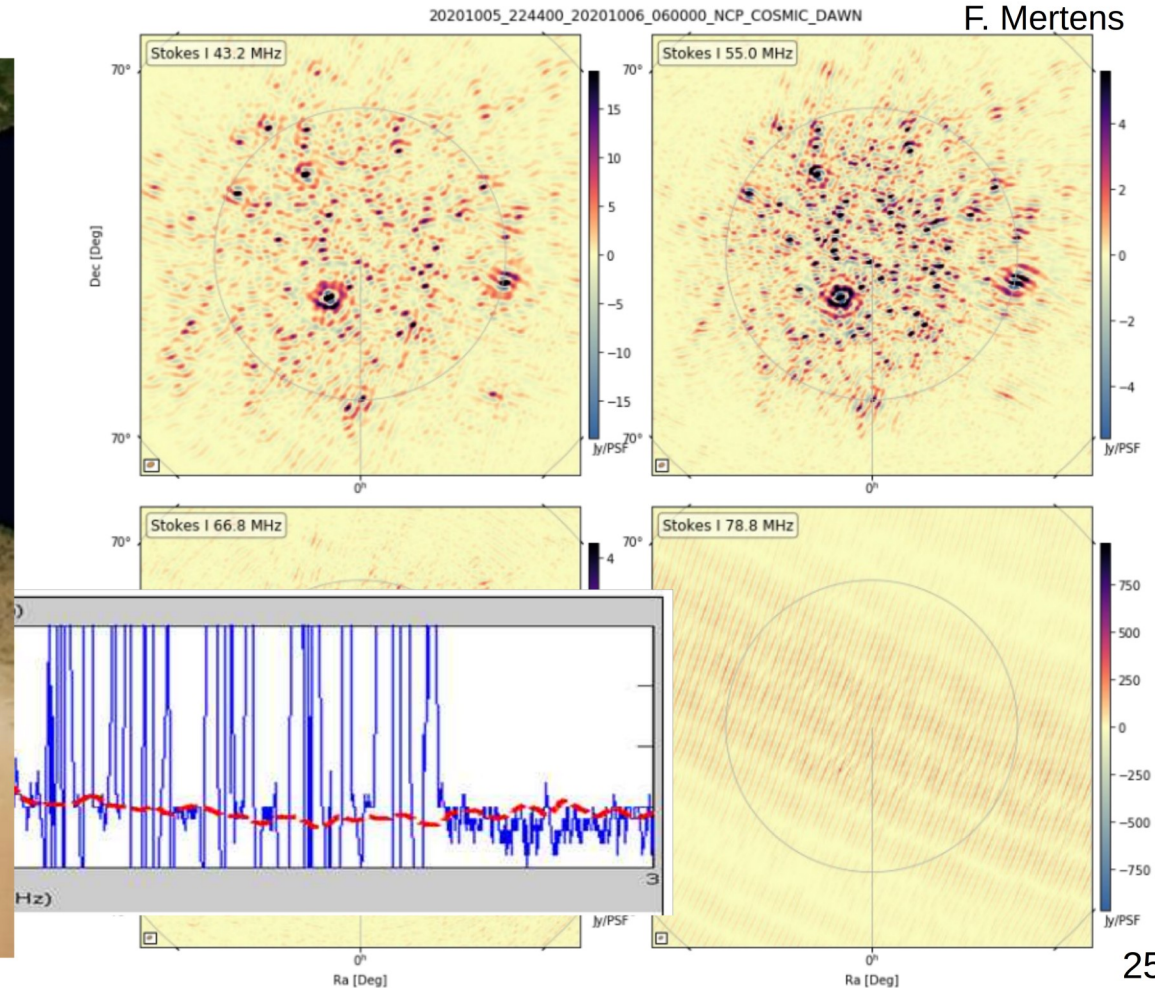 20201005_224400_20201006_060000_NCP_COSMIC_DAWN
F. Mertens
Stokes I 43.2 MHz
70°
15
10
5
0
−5
−10
−15
Jy/PSF
70°
0ʰ
Dec [Deg]
Stokes I 55.0 MHz
70°
4
2
0
−2
−4
Jy/PSF
70°
0ʰ
Stokes I 66.8 MHz
70°
4
Stokes I 78.8 MHz
70°
750
500
250
0
−250
−500
−750
Jy/PSF
)
3
Hz)
Jy/PSF
0ʰ
Ra [Deg]
0ʰ
Ra [Deg]
25